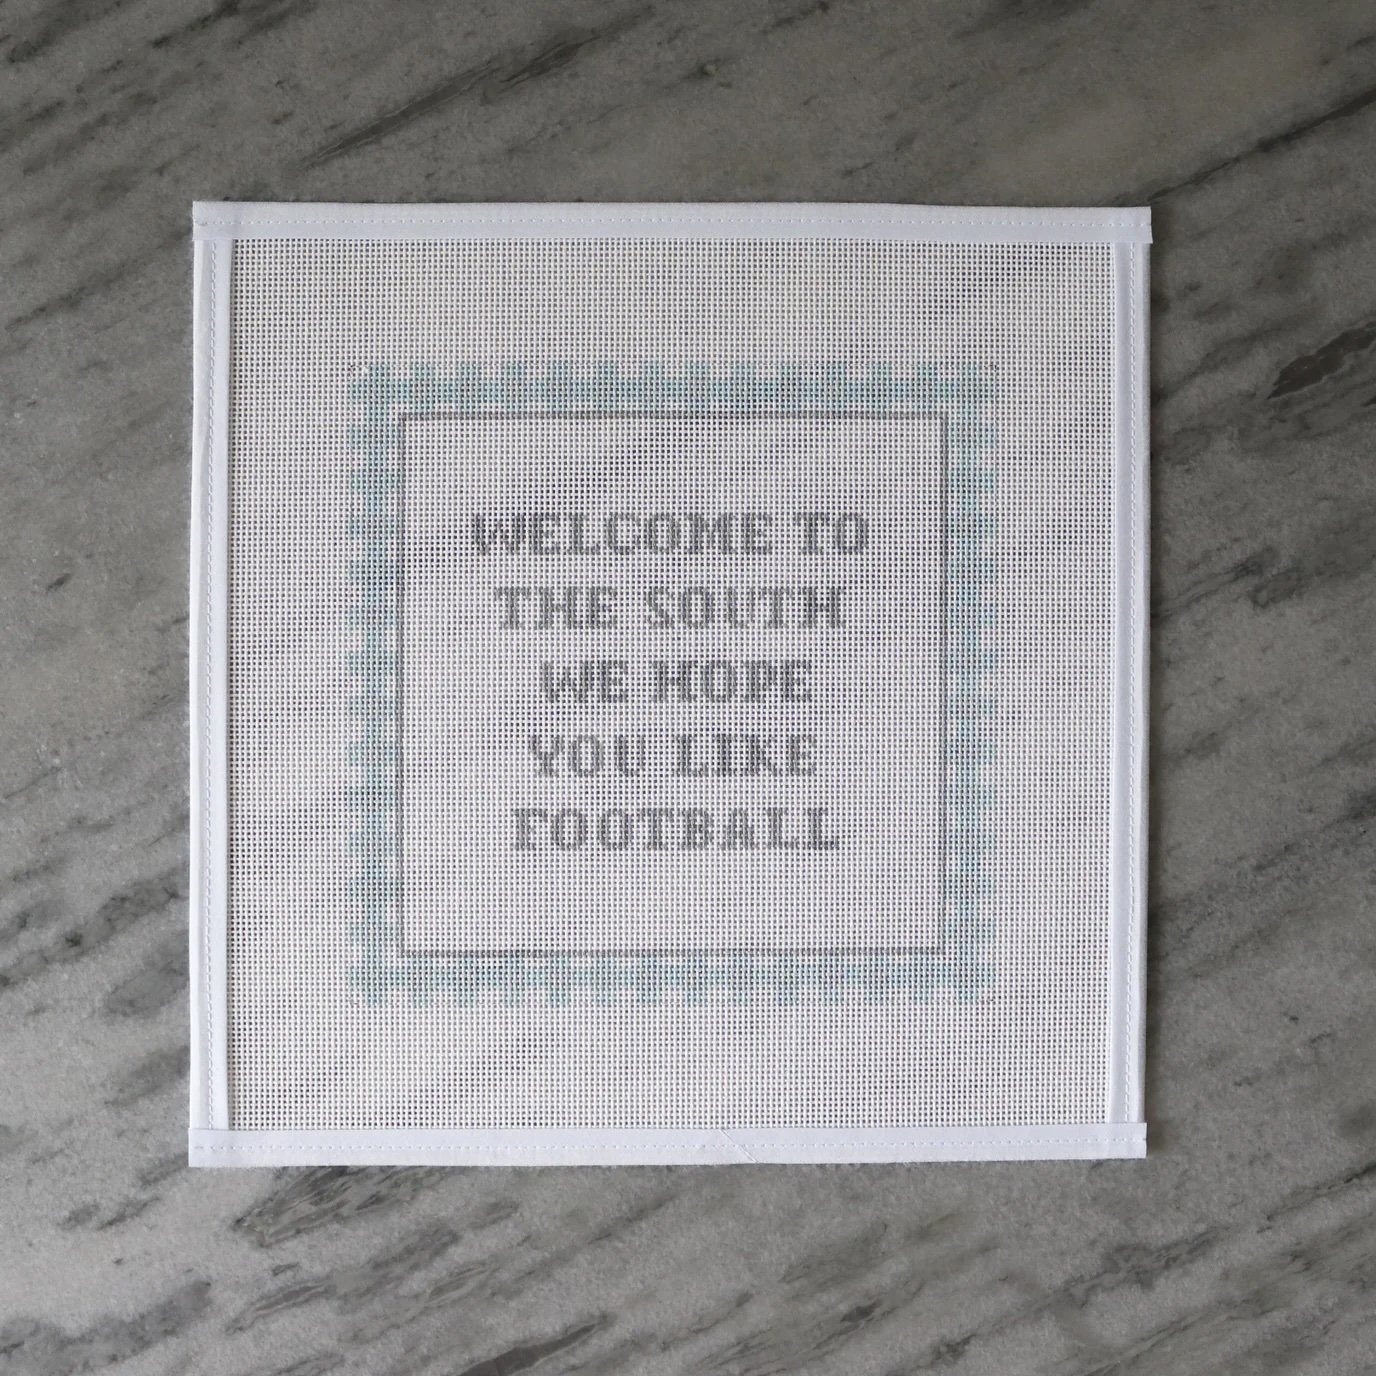 WELCOME TO
THE SOUTH
WE HOPE
YOU LIKE
FOOTBALL